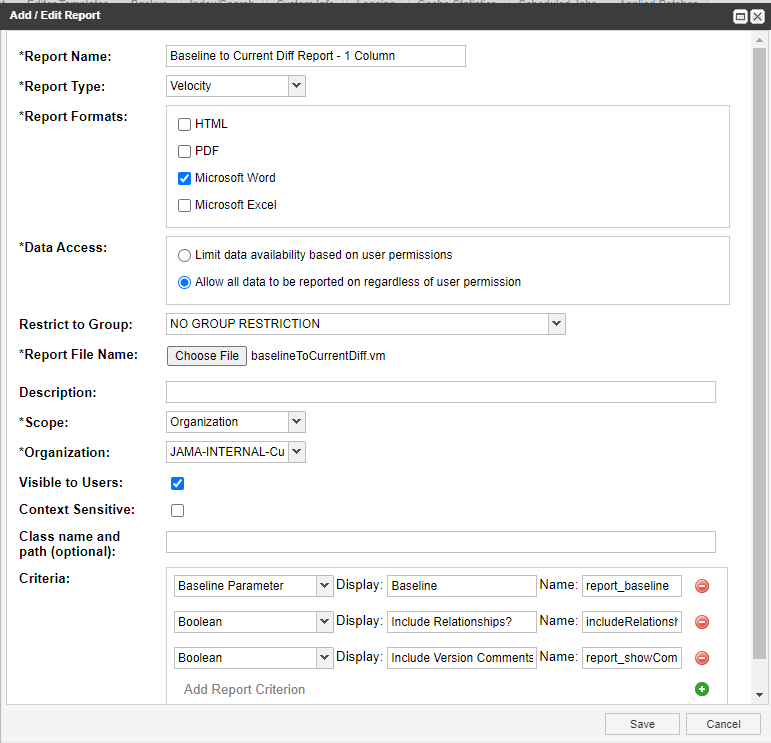 Add / Edit Report
*Report Name: Baseline to Current Diff Report - 1 Column
*Report Type: Velocity
*Report Formats:
HTML
PDF
Microsoft Word
Microsoft Excel
*Data Access:
Limit data availability based on user permissions
Allow all data to be reported on regardless of user permission
Restrict to Group: NO GROUP RESTRICTION
*Report File Name: Choose File baselineToCurrentDiff.vm
Description:
*Scope: Organization
*Organization: JAMA-INTERNAL-Cu
Visible to Users:
Context Sensitive:
Class name and
path (optional):
Criteria:
Baseline Parameter Display: Baseline Name: report_baseline
Boolean Display: Include Relationships? Name: includeRelationsh
Boolean Display: Include Version Comments Name: report_showCom
Add Report Criterion
Save Cancel